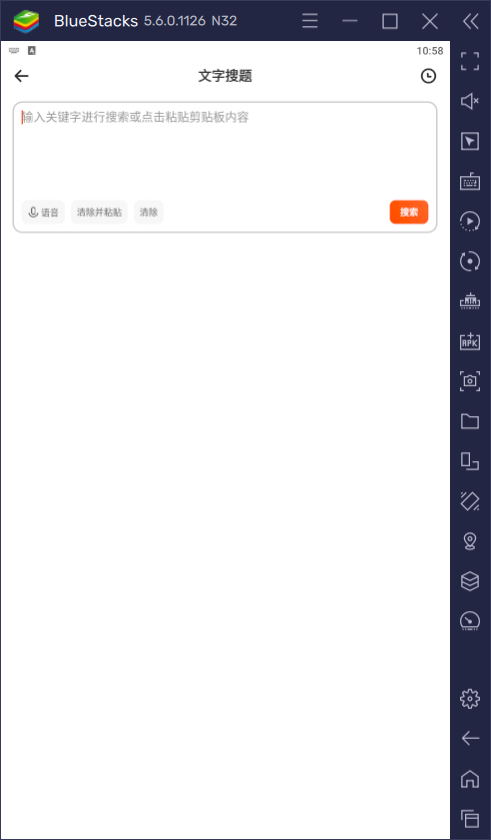 BlueStacks 5.6.0.1126 N32
A 10:58
文字搜题
输入关键字进行搜索或点击粘贴剪贴板内容
语音 清除并粘贴 清除 搜索
APK